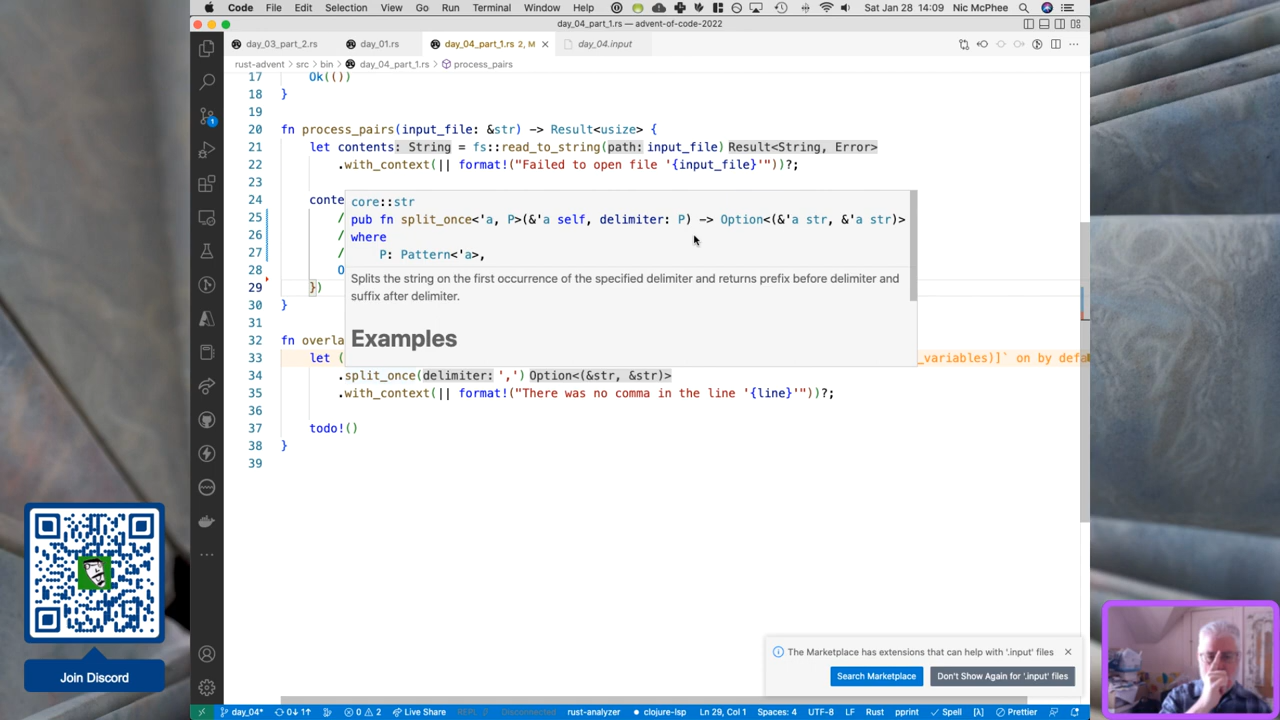 Code File Edit Selection View Go Run Terminal Window Help Sat Jan 28 14:09 Nic McPhee
day_04_part_1.rs — advent-of-code-2022
day_03_part_2.rs day_01.rs day_04_part_1.rs 2, M day_04.input
rust-advent > src > bin > day_04_part_1.rs > process_pairs
17 Ok(())
18 }
19
20 fn process_pairs(input_file: &str) -> Result<usize> {
21 let contents: String = fs::read_to_string(path: input_file) Result<String, Error>
22 .with_context(|| format!("Failed to open file '{input_file}'"))?;
23
24 conte
25 /
26 /
27 /
28 O
29 })
30 }
31
core::str
pub fn split_once<'a, P>(&'a self, delimiter: P) -> Option<(&'a str, &'a str)>
where
P: Pattern<'a>,
Splits the string on the first occurrence of the specified delimiter and returns prefix before delimiter and
suffix after delimiter.
Examples
32 fn overla
33 let ( _variables)]` on by defa
34 .split_once(delimiter: ',') Option<(&str, &str)>
35 .with_context(|| format!("There was no comma in the line '{line}'"))?;
36
37 todo!()
38 }
39
1
Join Discord
The Marketplace has extensions that can help with '.input' files
Search Marketplace Don't Show Again for '.input' files
day_04* 0↓ 1↑ 0 2 Live Share REPL Disconnected rust-analyzer clojure-lsp Ln 29, Col 1 Spaces: 4 UTF-8 LF Rust pprint Spell [λ] Prettier